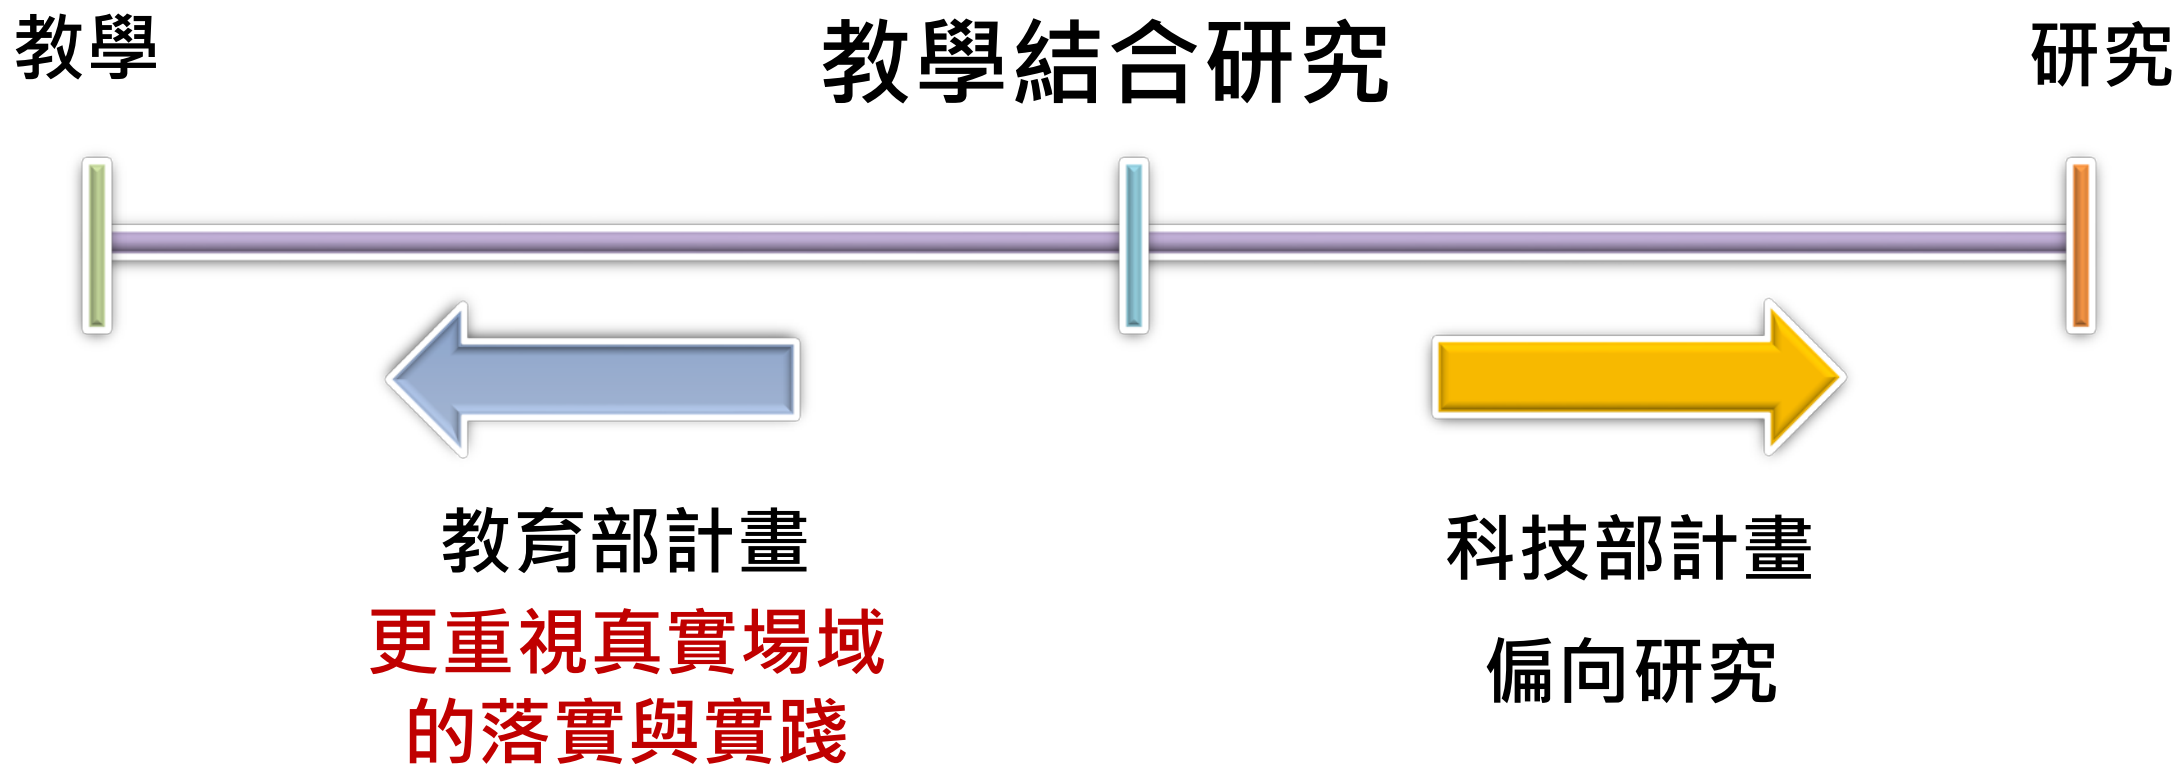 教學
教學結合研究
研究
教育部計畫
更重視真實場域
的落實與實踐
科技部計畫
偏向研究